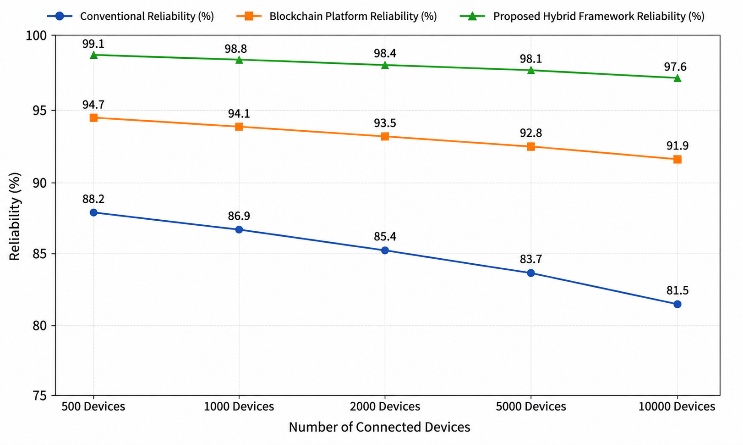 Conventional Reliability (%) Blockchain Platform Reliability (%) Proposed Hybrid Framework Reliability (%)
100
99.1 98.8 98.4 98.1 97.6
95
94.7 94.1 93.5 92.8 91.9
90
88.2 86.9 85.4 83.7 81.5
85
80
75
Reliability (%)
500 Devices 1000 Devices 2000 Devices 5000 Devices 10000 Devices
Number of Connected Devices